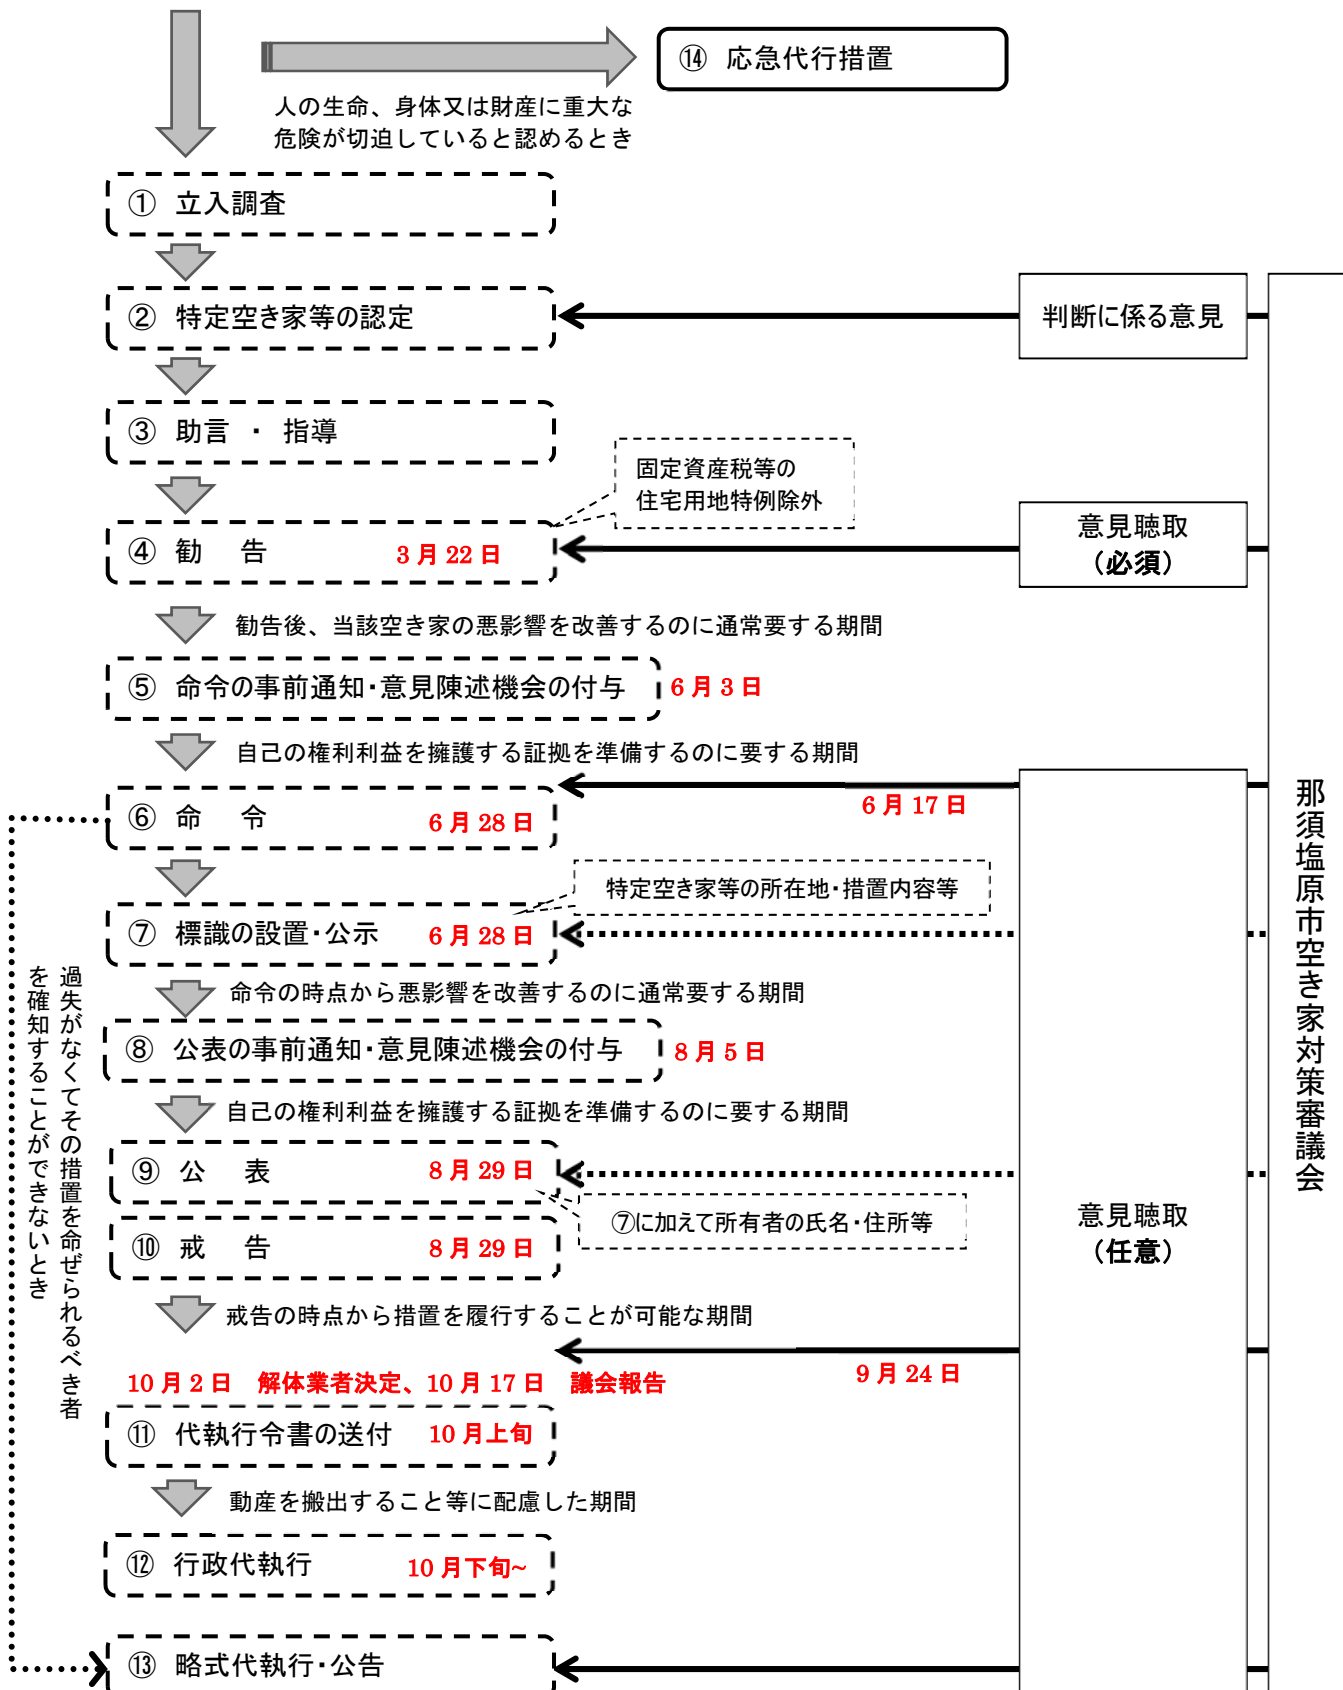 ⑭ 応急代行措置
人の生命、身体又は財産に重大な
危険が切迫していると認めるとき
① 立入調査
② 特定空き家等の認定
判断に係る意見
③ 助言 ・ 指導
固定資産税等の
住宅用地特例除外
④ 勧 告 3月22日
意見聴取
（必須）
勧告後、当該空き家の悪影響を改善するのに通常要する期間
⑤ 命令の事前通知・意見陳述機会の付与 6月3日
自己の権利利益を擁護する証拠を準備するのに要する期間
6月17日
⑥ 命 令 6月28日
特定空き家等の所在地・措置内容等
⑦ 標識の設置・公示 6月28日
命令の時点から悪影響を改善するのに通常要する期間
⑧ 公表の事前通知・意見陳述機会の付与 8月5日
自己の権利利益を擁護する証拠を準備するのに要する期間
⑨ 公 表 8月29日
⑦に加えて所有者の氏名・住所等
⑩ 戒 告 8月29日
意見聴取
（任意）
戒告の時点から措置を履行することが可能な期間
9月24日
10月2日 解体業者決定、10月17日 議会報告
⑪ 代執行令書の送付 10月上旬
動産を搬出すること等に配慮した期間
⑫ 行政代執行 10月下旬~
⑬ 略式代執行・公告
過失がなくてその措置を命ぜられるべき者
を確知することができないとき
那須塩原市空き家対策審議会